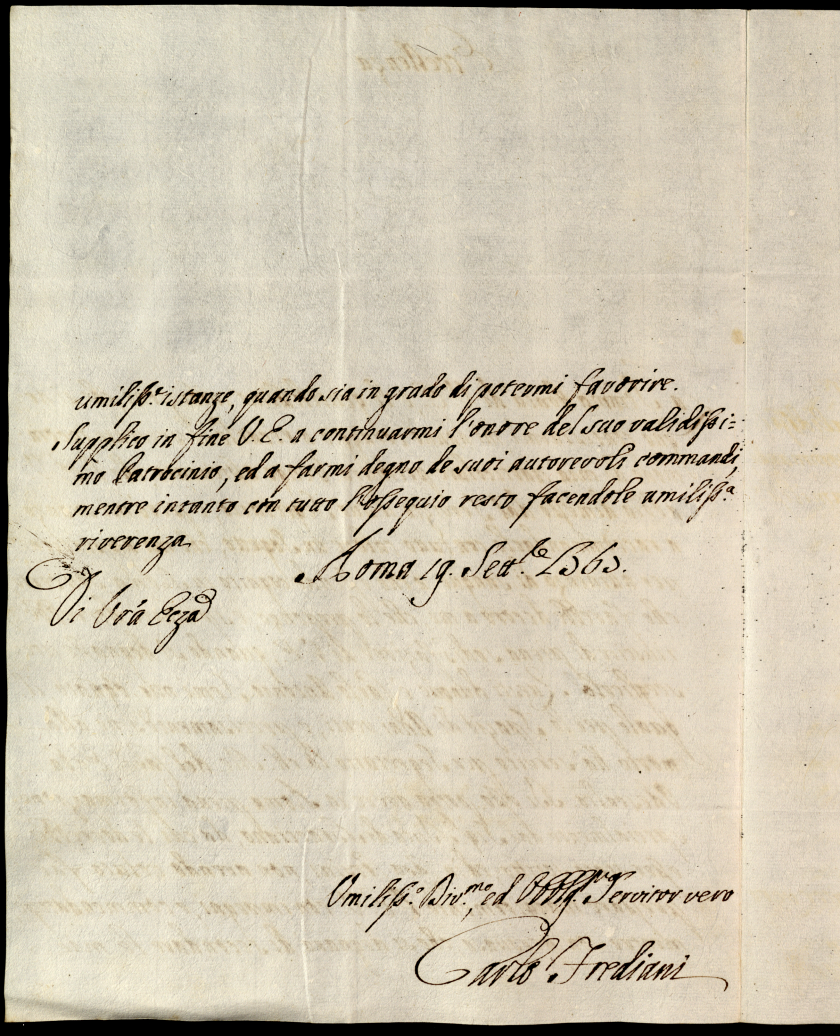 umiliss.e istanze, quando sia in grado di potermi favorire.
Supplico in fine V. E. a continuarmi l'onore del suo validissi=
mo Patrocinio, ed a farmi degno de suoi autorevoli commandi,
mentre intanto con tutto l'ossequio resto facendole umiliss.a
riverenza
Roma 19. Sett.bre 1763.
Di Vra Ecza
Umiliss.o Div.mo, ed Obblig.mo Servitor vero
Carlo Frediani